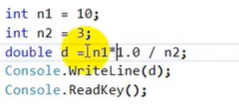 int n1 = 10;
int n2 = 3;
double d = n1*1.0 / n2;
Console.WriteLine(d);
Console.ReadKey();